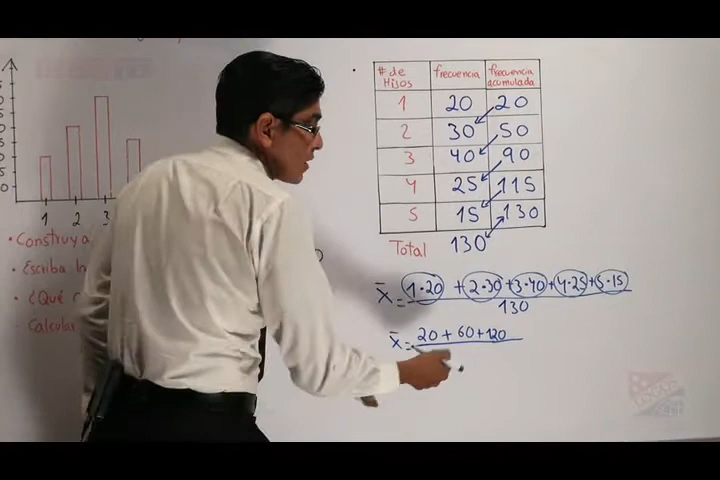 # de Hijos frecuencia frecuencia acumulada
1 20 20
2 30 50
3 40 90
4 25 115
5 15 130
Total 130
x̄ = 1·20 + 2·30 + 3·40 + 4·25 + 5·15
130
x̄ = 20 + 60 + 120
1 2 3
• Construya
• Escriba
• ¿Qué
• Calcula